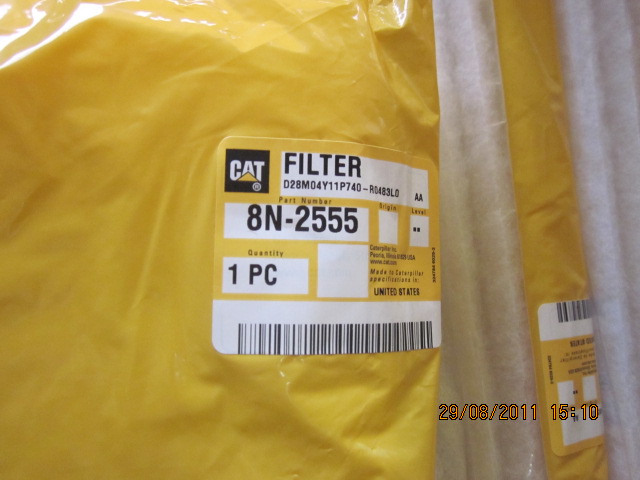 CAT
®
FILTER
D28M04Y11P740-R0483L0
AA
Part Number
Origin
Level
8N-2555
Quantity
1 PC
Caterpillar Inc.
Peoria, Illinois 61629 USA
www.cat.com
Made to Caterpillar
specifications in:
UNITED STATES
29/08/2011 15:10